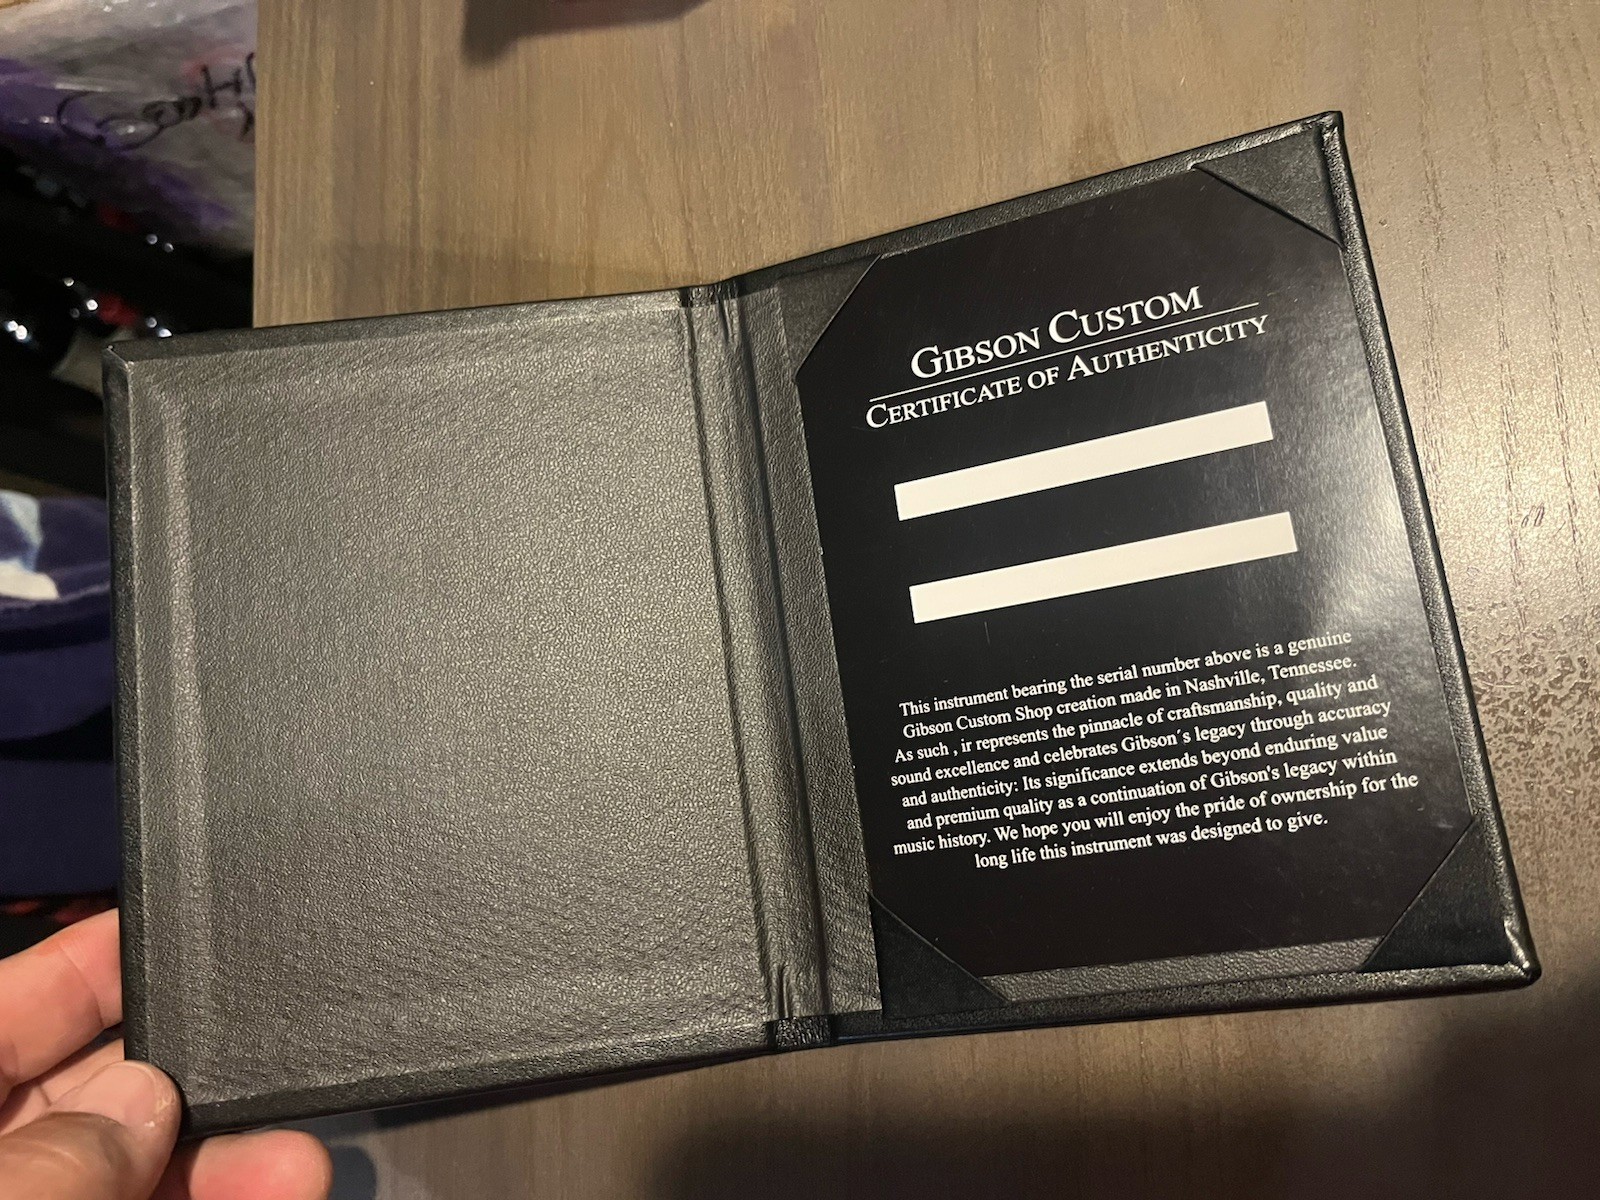 GIBSON CUSTOM
CERTIFICATE OF AUTHENTICITY
This instrument bearing the serial number above is a genuine
Gibson Custom Shop creation made in Nashville, Tennessee.
As such , ir represents the pinnacle of craftsmanship, quality and
sound excellence and celebrates Gibson´s legacy through accuracy
and authenticity: Its significance extends beyond enduring value
and premium quality as a continuation of Gibson's legacy within
music history. We hope you will enjoy the pride of ownership for the
long life this instrument was designed to give.